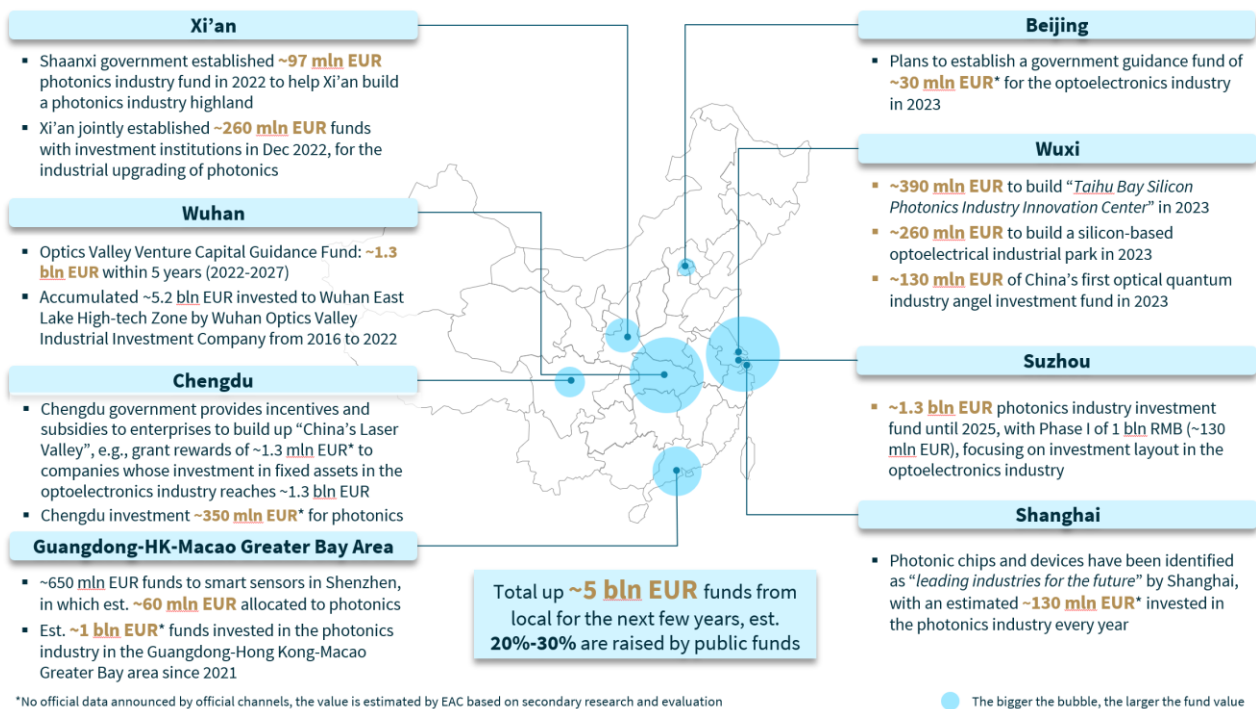 Xi’an
▪ Shaanxi government established ~97 mln EUR
photonics industry fund in 2022 to help Xi’an build
a photonics industry highland
▪ Xi’an jointly established ~260 mln EUR funds
with investment institutions in Dec 2022, for the
industrial upgrading of photonics
Wuhan
▪ Optics Valley Venture Capital Guidance Fund: ~1.3
bln EUR within 5 years (2022-2027)
▪ Accumulated ~5.2 bln EUR invested to Wuhan East
Lake High-tech Zone by Wuhan Optics Valley
Industrial Investment Company from 2016 to 2022
Chengdu
▪ Chengdu government provides incentives and
subsidies to enterprises to build up “China’s Laser
Valley”, e.g., grant rewards of ~1.3 mln EUR* to
companies whose investment in fixed assets in the
optoelectronics industry reaches ~1.3 bln EUR
▪ Chengdu investment ~350 mln EUR* for photonics
Guangdong-HK-Macao Greater Bay Area
▪ ~650 mln EUR funds to smart sensors in Shenzhen,
in which est. ~60 mln EUR allocated to photonics
▪ Est. ~1 bln EUR* funds invested in the photonics
industry in the Guangdong-Hong Kong-Macao
Greater Bay area since 2021
Beijing
▪ Plans to establish a government guidance fund of
~30 mln EUR* for the optoelectronics industry
in 2023
Wuxi
▪ ~390 mln EUR to build “Taihu Bay Silicon
Photonics Industry Innovation Center” in 2023
▪ ~260 mln EUR to build a silicon-based
optoelectrical industrial park in 2023
▪ ~130 mln EUR of China’s first optical quantum
industry angel investment fund in 2023
Suzhou
▪ ~1.3 bln EUR photonics industry investment
fund until 2025, with Phase I of 1 bln RMB (~130
mln EUR), focusing on investment layout in the
optoelectronics industry
Shanghai
▪ Photonic chips and devices have been identified
as “leading industries for the future” by Shanghai,
with an estimated ~130 mln EUR* invested in
the photonics industry every year
Total up ~5 bln EUR funds from
local for the next few years, est.
20%-30% are raised by public funds
*No official data announced by official channels, the value is estimated by EAC based on secondary research and evaluation
The bigger the bubble, the larger the fund value